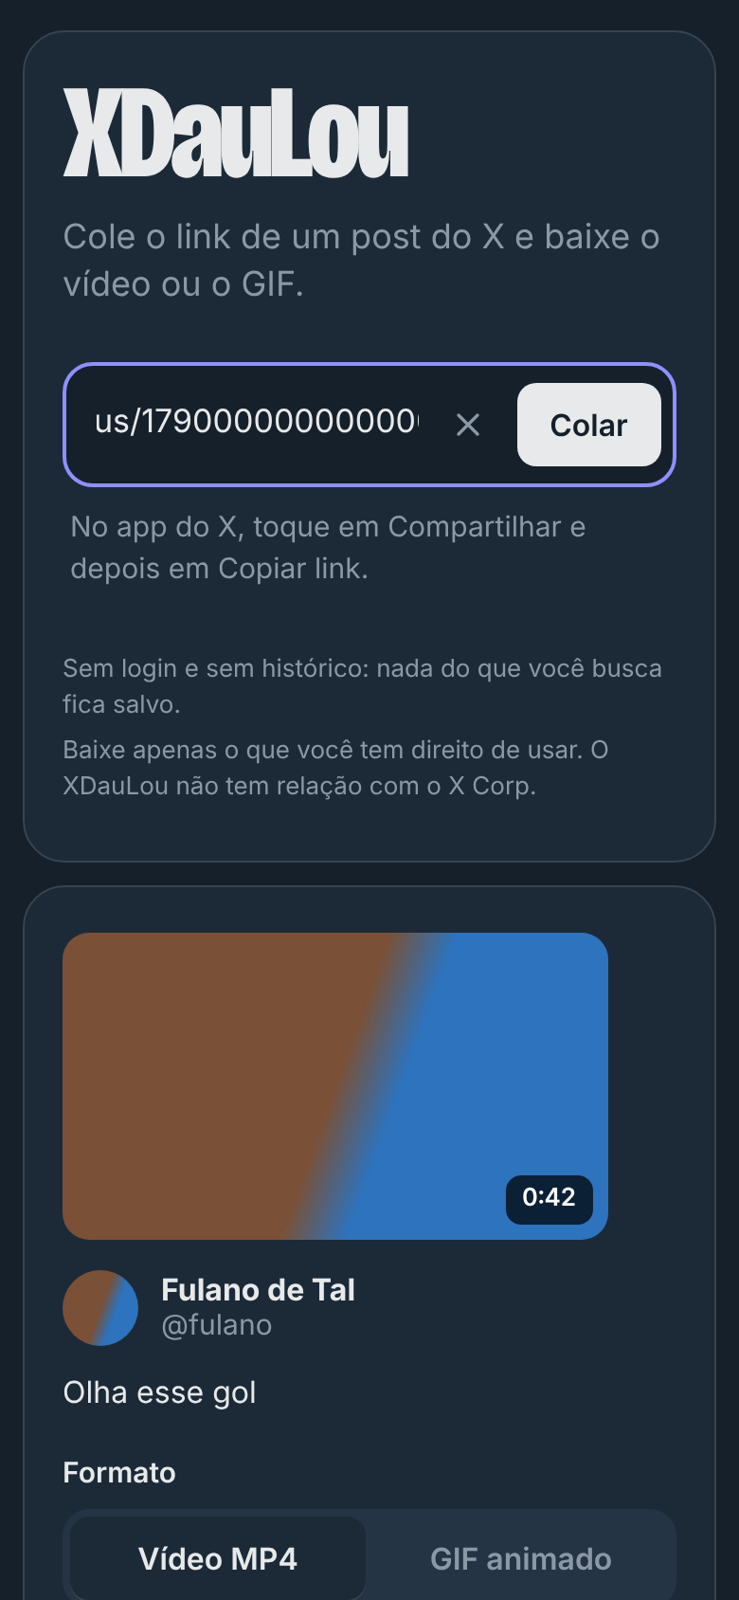 XDauLou
Cole o link de um post do X e baixe o
vídeo ou o GIF.
us/17900000000000
Colar
No app do X, toque em Compartilhar e
depois em Copiar link.
Sem login e sem histórico: nada do que você busca
fica salvo.
Baixe apenas o que você tem direito de usar. O
XDauLou não tem relação com o X Corp.
0:42
Fulano de Tal
@fulano
Olha esse gol
Formato
Vídeo MP4
GIF animado